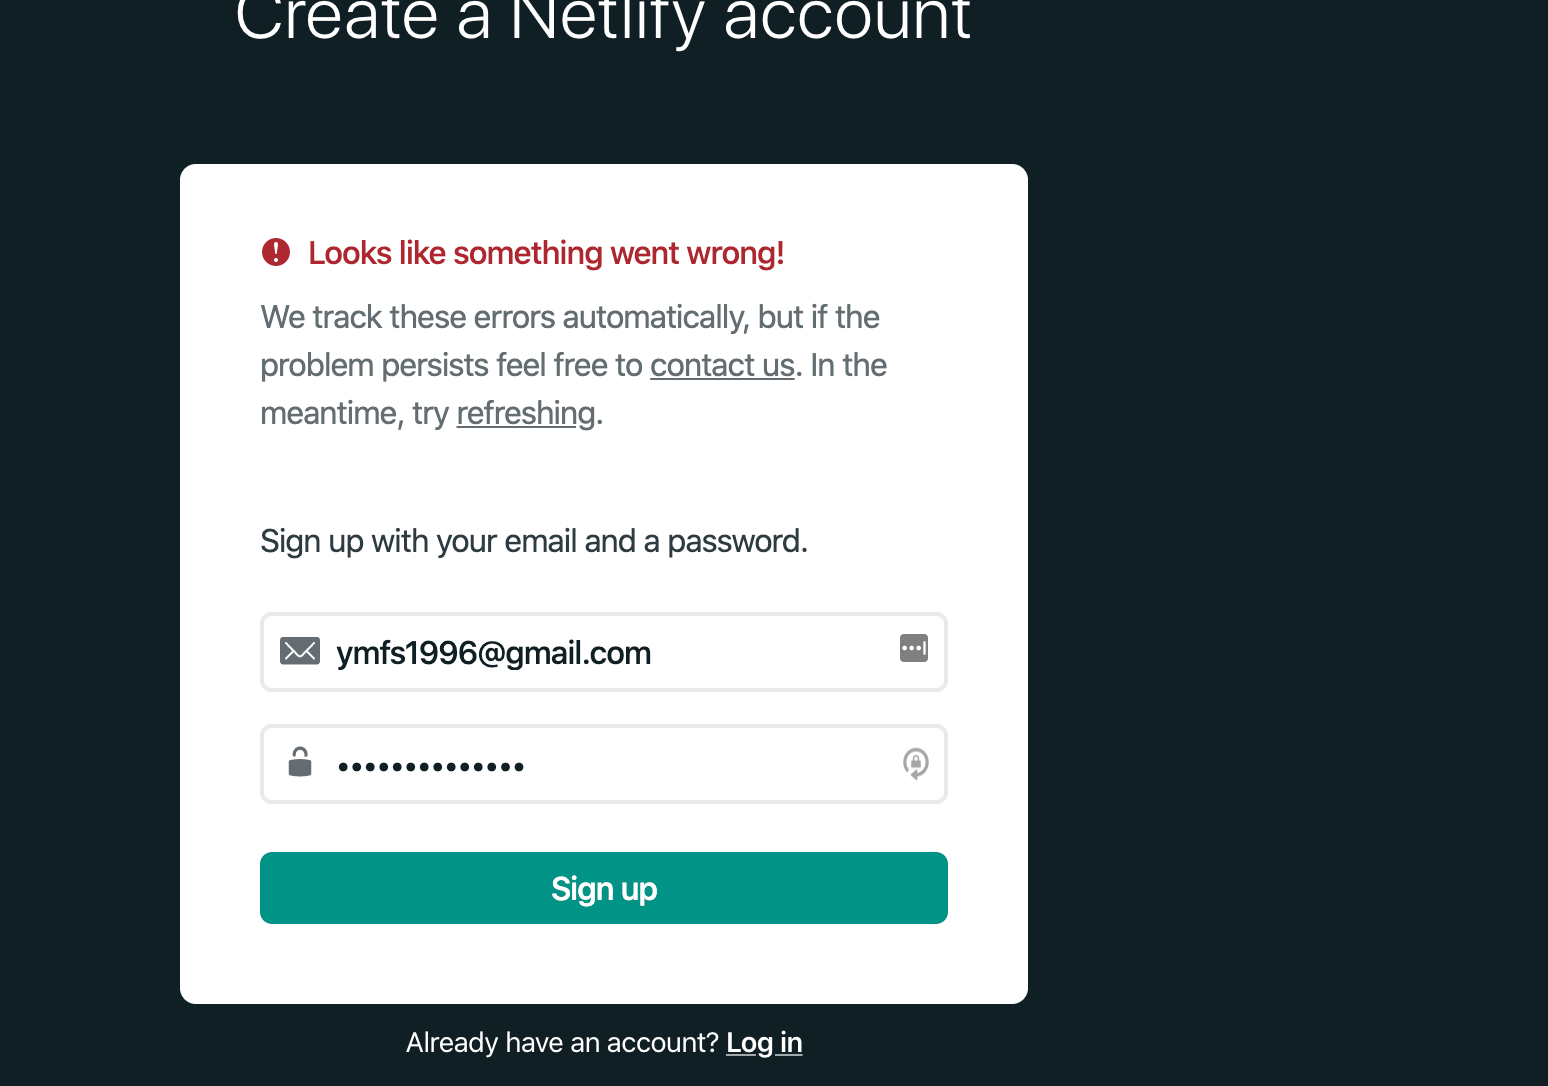 Create a Netlify account
Looks like something went wrong!
We track these errors automatically, but if the
problem persists feel free to contact us. In the
meantime, try refreshing.
Sign up with your email and a password.
ymfs1996@gmail.com
••••••••••••••
Sign up
Already have an account? Log in